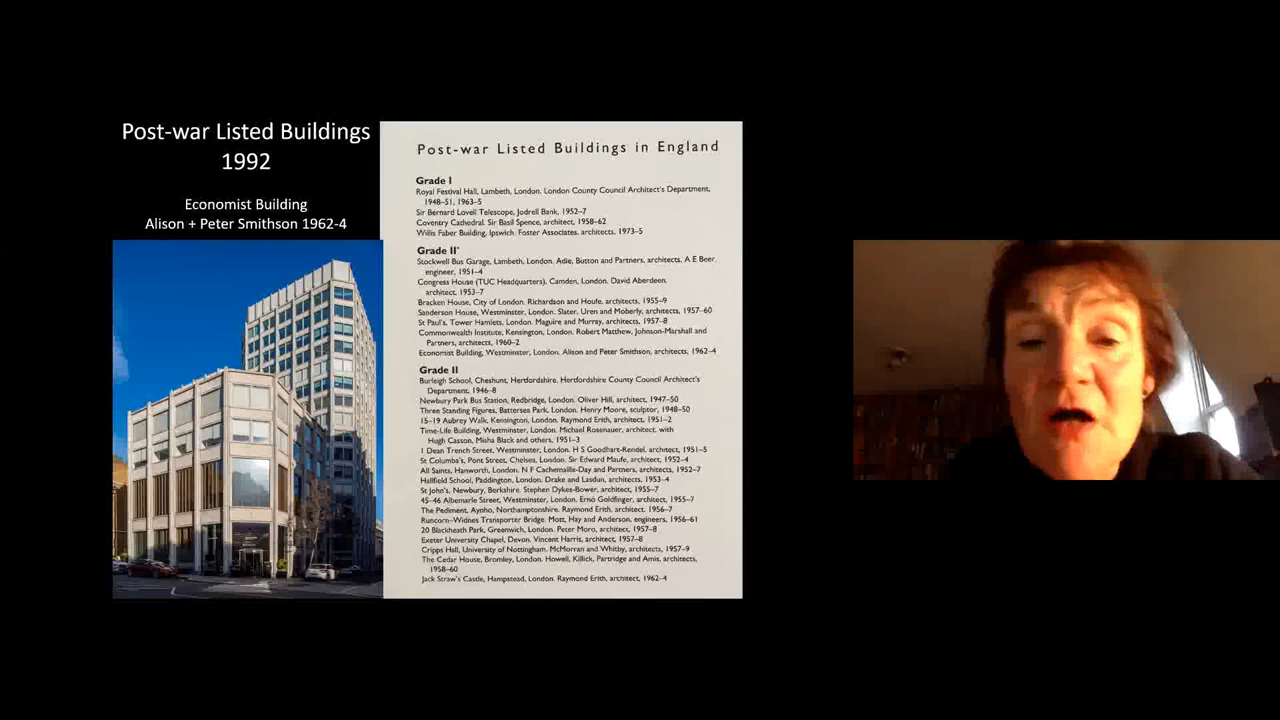 Post-war Listed Buildings
1992
Economist Building
Alison + Peter Smithson 1962-4
Post-war Listed Buildings in England
Grade I
Royal Festival Hall, Lambeth, London. London County Council Architect's Department,
1948–51, 1963–5
Sir Bernard Lovell Telescope, Jodrell Bank, 1952–7
Coventry Cathedral. Sir Basil Spence, architect, 1958–62
Willis Faber Building, Ipswich. Foster Associates, architects, 1973–5
Grade II*
Stockwell Bus Garage, Lambeth, London. Adie, Button and Partners, architects, A E Beer,
engineer, 1951–4
Congress House (TUC Headquarters), Camden, London. David Aberdeen,
architect, 1953–7
Bracken House, City of London. Richardson and Houfe, architects, 1955–9
Sanderson House, Westminster, London. Slater, Uren and Moberly, architects, 1957–60
St Paul's, Tower Hamlets, London. Maguire and Murray, architects, 1957–8
Commonwealth Institute, Kensington, London. Robert Matthew, Johnson-Marshall and
Partners, architects, 1960–2
Economist Building, Westminster, London. Alison and Peter Smithson, architects, 1962–4
Grade II
Burleigh School, Cheshunt, Hertfordshire. Hertfordshire County Council Architect's
Department, 1946–8
Newbury Park Bus Station, Redbridge, London. Oliver Hill, architect, 1947–50
Three Standing Figures, Battersea Park, London. Henry Moore, sculptor, 1948–50
15–19 Aubrey Walk, Kensington, London. Raymond Erith, architect, 1951–2
Time-Life Building, Westminster, London. Michael Rosenauer, architect, with
Hugh Casson, Misha Black and others, 1951–3
1 Dean Trench Street, Westminster, London. H S Goodhart-Rendel, architect, 1951–5
St Columba's, Pont Street, Chelsea, London. Sir Edward Maufe, architect, 1952–4
All Saints, Hanworth, London. N F Cachemaille-Day and Partners, architects, 1952–7
Hallfield School, Paddington, London. Drake and Lasdun, architects, 1953–4
St John's, Newbury, Berkshire. Stephen Dykes-Bower, architect, 1955–7
45–46 Albemarle Street, Westminster, London. Ernö Goldfinger, architect, 1955–7
The Pediment, Aynho, Northamptonshire. Raymond Erith, architect, 1956–7
Runcorn–Widnes Transporter Bridge. Mott, Hay and Anderson, engineers, 1956–61
20 Blackheath Park, Greenwich, London. Peter Moro, architect, 1957–8
Exeter University Chapel, Devon. Vincent Harris, architect, 1957–8
Cripps Hall, University of Nottingham. McMorran and Whitby, architects, 1957–9
The Cedar House, Bromley, London. Howell, Killick, Partridge and Amis, architects,
1958–60
Jack Straw's Castle, Hampstead, London. Raymond Erith, architect, 1962–4